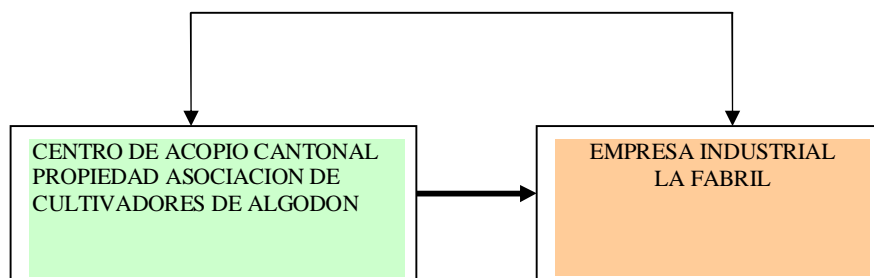 CENTRO DE ACOPIO CANTONAL
PROPIEDAD ASOCIACION DE
CULTIVADORES DE ALGODON
EMPRESA INDUSTRIAL
LA FABRIL